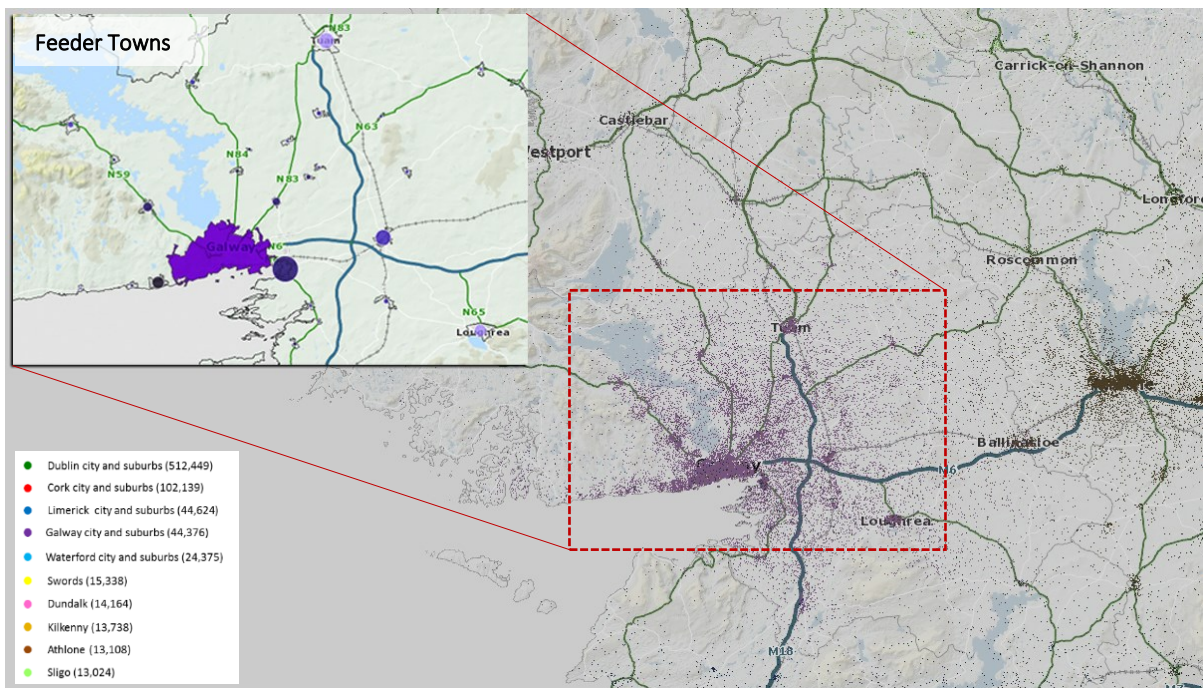 Feeder Towns
N83
Tuam
N63
N84
N59
N83
Galway
N6
N65
Loughrea
Carrick-on-Shannon
Castlebar
Westport
Longford
Roscommon
Tuam
Ballinasloe
M6
Loughrea
M18
Dublin city and suburbs (512,449)
Cork city and suburbs (102,139)
Limerick city and suburbs (44,624)
Galway city and suburbs (44,376)
Waterford city and suburbs (24,375)
Swords (15,338)
Dundalk (14,164)
Kilkenny (13,738)
Athlone (13,108)
Sligo (13,024)